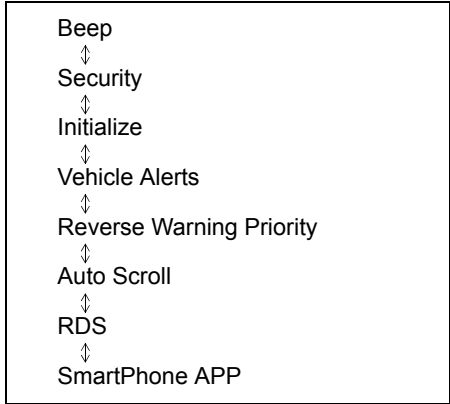 Beep
⇕
Security
⇕
Initialize
⇕
Vehicle Alerts
⇕
Reverse Warning Priority
⇕
Auto Scroll
⇕
RDS
⇕
SmartPhone APP